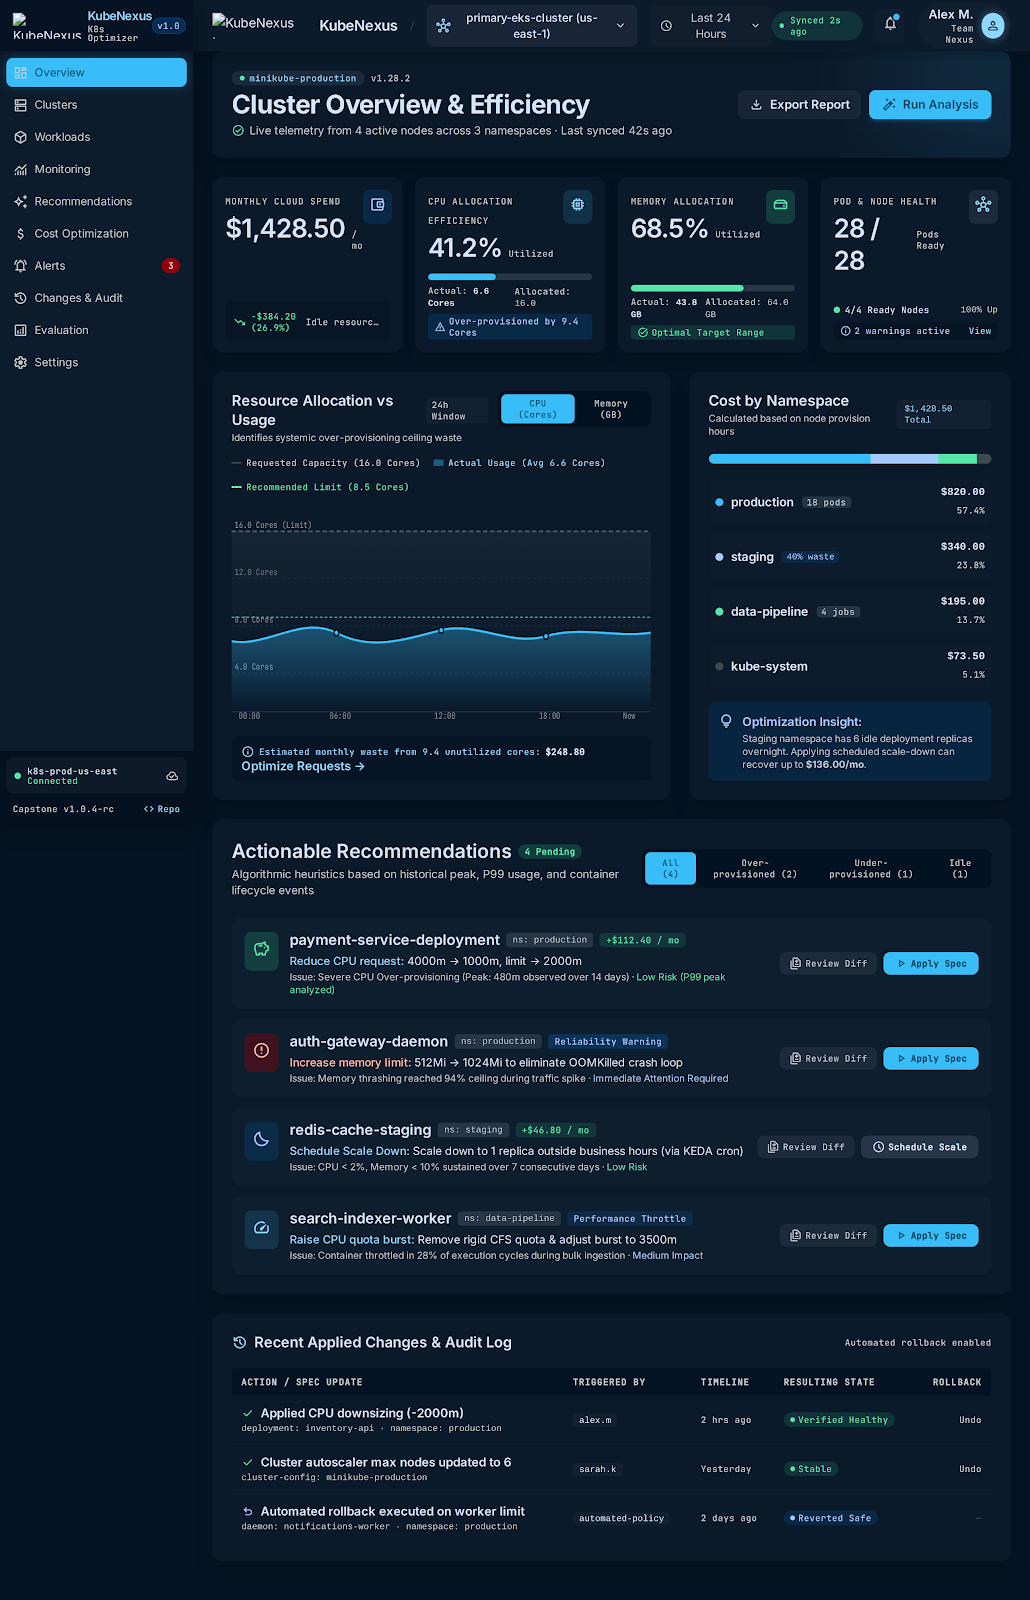 KubeNexus
KubeNexus
K8s
Optimizer
v1.0
Overview
Clusters
Workloads
Monitoring
Recommendations
Cost Optimization
Alerts
3
Changes & Audit
Evaluation
Settings
k8s-prod-us-east
Connected
Capstone v1.0.4-rc
Repo
KubeNexus
KubeNexus
/
primary-eks-cluster (us-
east-1)
Last 24
Hours
Synced 2s
ago
Alex M.
Team
Nexus
minikube-production v1.28.2
Cluster Overview & Efficiency
Live telemetry from 4 active nodes across 3 namespaces · Last synced 42s ago
Export Report
Run Analysis
MONTHLY CLOUD SPEND
$1,428.50 /
mo
-$384.20
(26.9%)
Idle resourc…
CPU ALLOCATION
EFFICIENCY
41.2% Utilized
Actual: 6.6
Cores
Allocated:
16.0
Over-provisioned by 9.4
Cores
MEMORY ALLOCATION
68.5% Utilized
Actual: 43.8
GB
Allocated: 64.0
GB
Optimal Target Range
POD & NODE HEALTH
28 /
28
Pods
Ready
4/4 Ready Nodes 100% Up
2 warnings active View
Resource Allocation vs
Usage
Identifies systemic over-provisioning ceiling waste
24h
Window
CPU
(Cores)
Memory
(GB)
Requested Capacity (16.0 Cores)
Actual Usage (Avg 6.6 Cores)
Recommended Limit (8.5 Cores)
16.0 Cores (Limit)
12.0 Cores
8.0 Cores
4.0 Cores
00:00 06:00 12:00 18:00 Now
Estimated monthly waste from 9.4 unutilized cores: $248.80
Optimize Requests →
Cost by Namespace
Calculated based on node provision
hours
$1,428.50
Total
production 18 pods
$820.00
57.4%
staging 40% waste
$340.00
23.8%
data-pipeline 4 jobs
$195.00
13.7%
kube-system
$73.50
5.1%
Optimization Insight:
Staging namespace has 6 idle deployment replicas
overnight. Applying scheduled scale-down can
recover up to $136.00/mo.
Actionable Recommendations 4 Pending
Algorithmic heuristics based on historical peak, P99 usage, and container
lifecycle events
All
(4)
Over-
provisioned (2)
Under-
provisioned (1)
Idle
(1)
payment-service-deployment ns: production +$112.40 / mo
Reduce CPU request: 4000m → 1000m, limit → 2000m
Issue: Severe CPU Over-provisioning (Peak: 480m observed over 14 days) · Low Risk (P99 peak
analyzed)
Review Diff
Apply Spec
auth-gateway-daemon ns: production Reliability Warning
Increase memory limit: 512Mi → 1024Mi to eliminate OOMKilled crash loop
Issue: Memory thrashing reached 94% ceiling during traffic spike · Immediate Attention Required
Review Diff
Apply Spec
redis-cache-staging ns: staging +$46.80 / mo
Schedule Scale Down: Scale down to 1 replica outside business hours (via KEDA cron)
Issue: CPU < 2%, Memory < 10% sustained over 7 consecutive days · Low Risk
Review Diff
Schedule Scale
search-indexer-worker ns: data-pipeline Performance Throttle
Raise CPU quota burst: Remove rigid CFS quota & adjust burst to 3500m
Issue: Container throttled in 28% of execution cycles during bulk ingestion · Medium Impact
Review Diff
Apply Spec
Recent Applied Changes & Audit Log
Automated rollback enabled
ACTION / SPEC UPDATE TRIGGERED BY TIMELINE RESULTING STATE ROLLBACK
Applied CPU downsizing (-2000m)
deployment: inventory-api · namespace: production
alex.m 2 hrs ago Verified Healthy Undo
Cluster autoscaler max nodes updated to 6
cluster-config: minikube-production
sarah.k Yesterday Stable Undo
Automated rollback executed on worker limit
daemon: notifications-worker · namespace: production
automated-policy 2 days ago Reverted Safe —